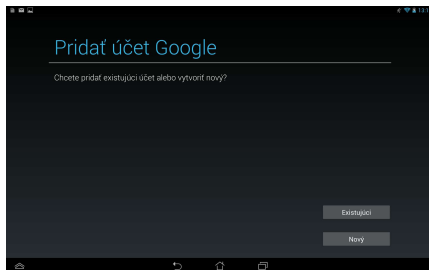 Pridať účet Google
Chcete pridať existujúci účet alebo vytvoriť nový?
Existujúci
Nový